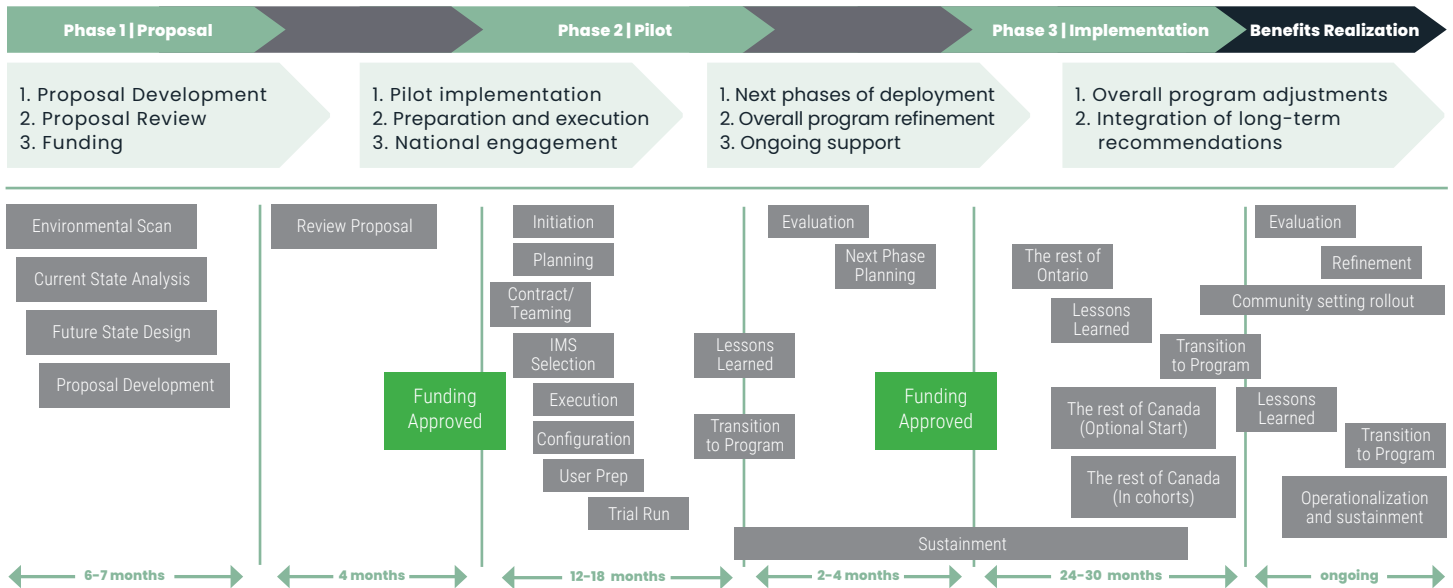 Phase 1 | Proposal
Phase 2 | Pilot
Phase 3 | Implementation
Benefits Realization
1. Proposal Development
2. Proposal Review
3. Funding
1. Pilot implementation
2. Preparation and execution
3. National engagement
1. Next phases of deployment
2. Overall program refinement
3. Ongoing support
1. Overall program adjustments
2. Integration of long-term
recommendations
Environmental Scan
Current State Analysis
Future State Design
Proposal Development
Review Proposal
Funding
Approved
Initiation
Planning
Contract/
Teaming
IMS
Selection
Execution
Configuration
User Prep
Trial Run
Lessons
Learned
Transition
to Program
Evaluation
Next Phase
Planning
Funding
Approved
Sustainment
The rest of
Ontario
Lessons
Learned
Transition
to Program
The rest of Canada
(Optional Start)
The rest of Canada
(In cohorts)
Evaluation
Refinement
Community setting rollout
Lessons
Learned
Transition
to Program
Operationalization
and sustainment
6-7 months
4 months
12-18 months
2-4 months
24-30 months
ongoing